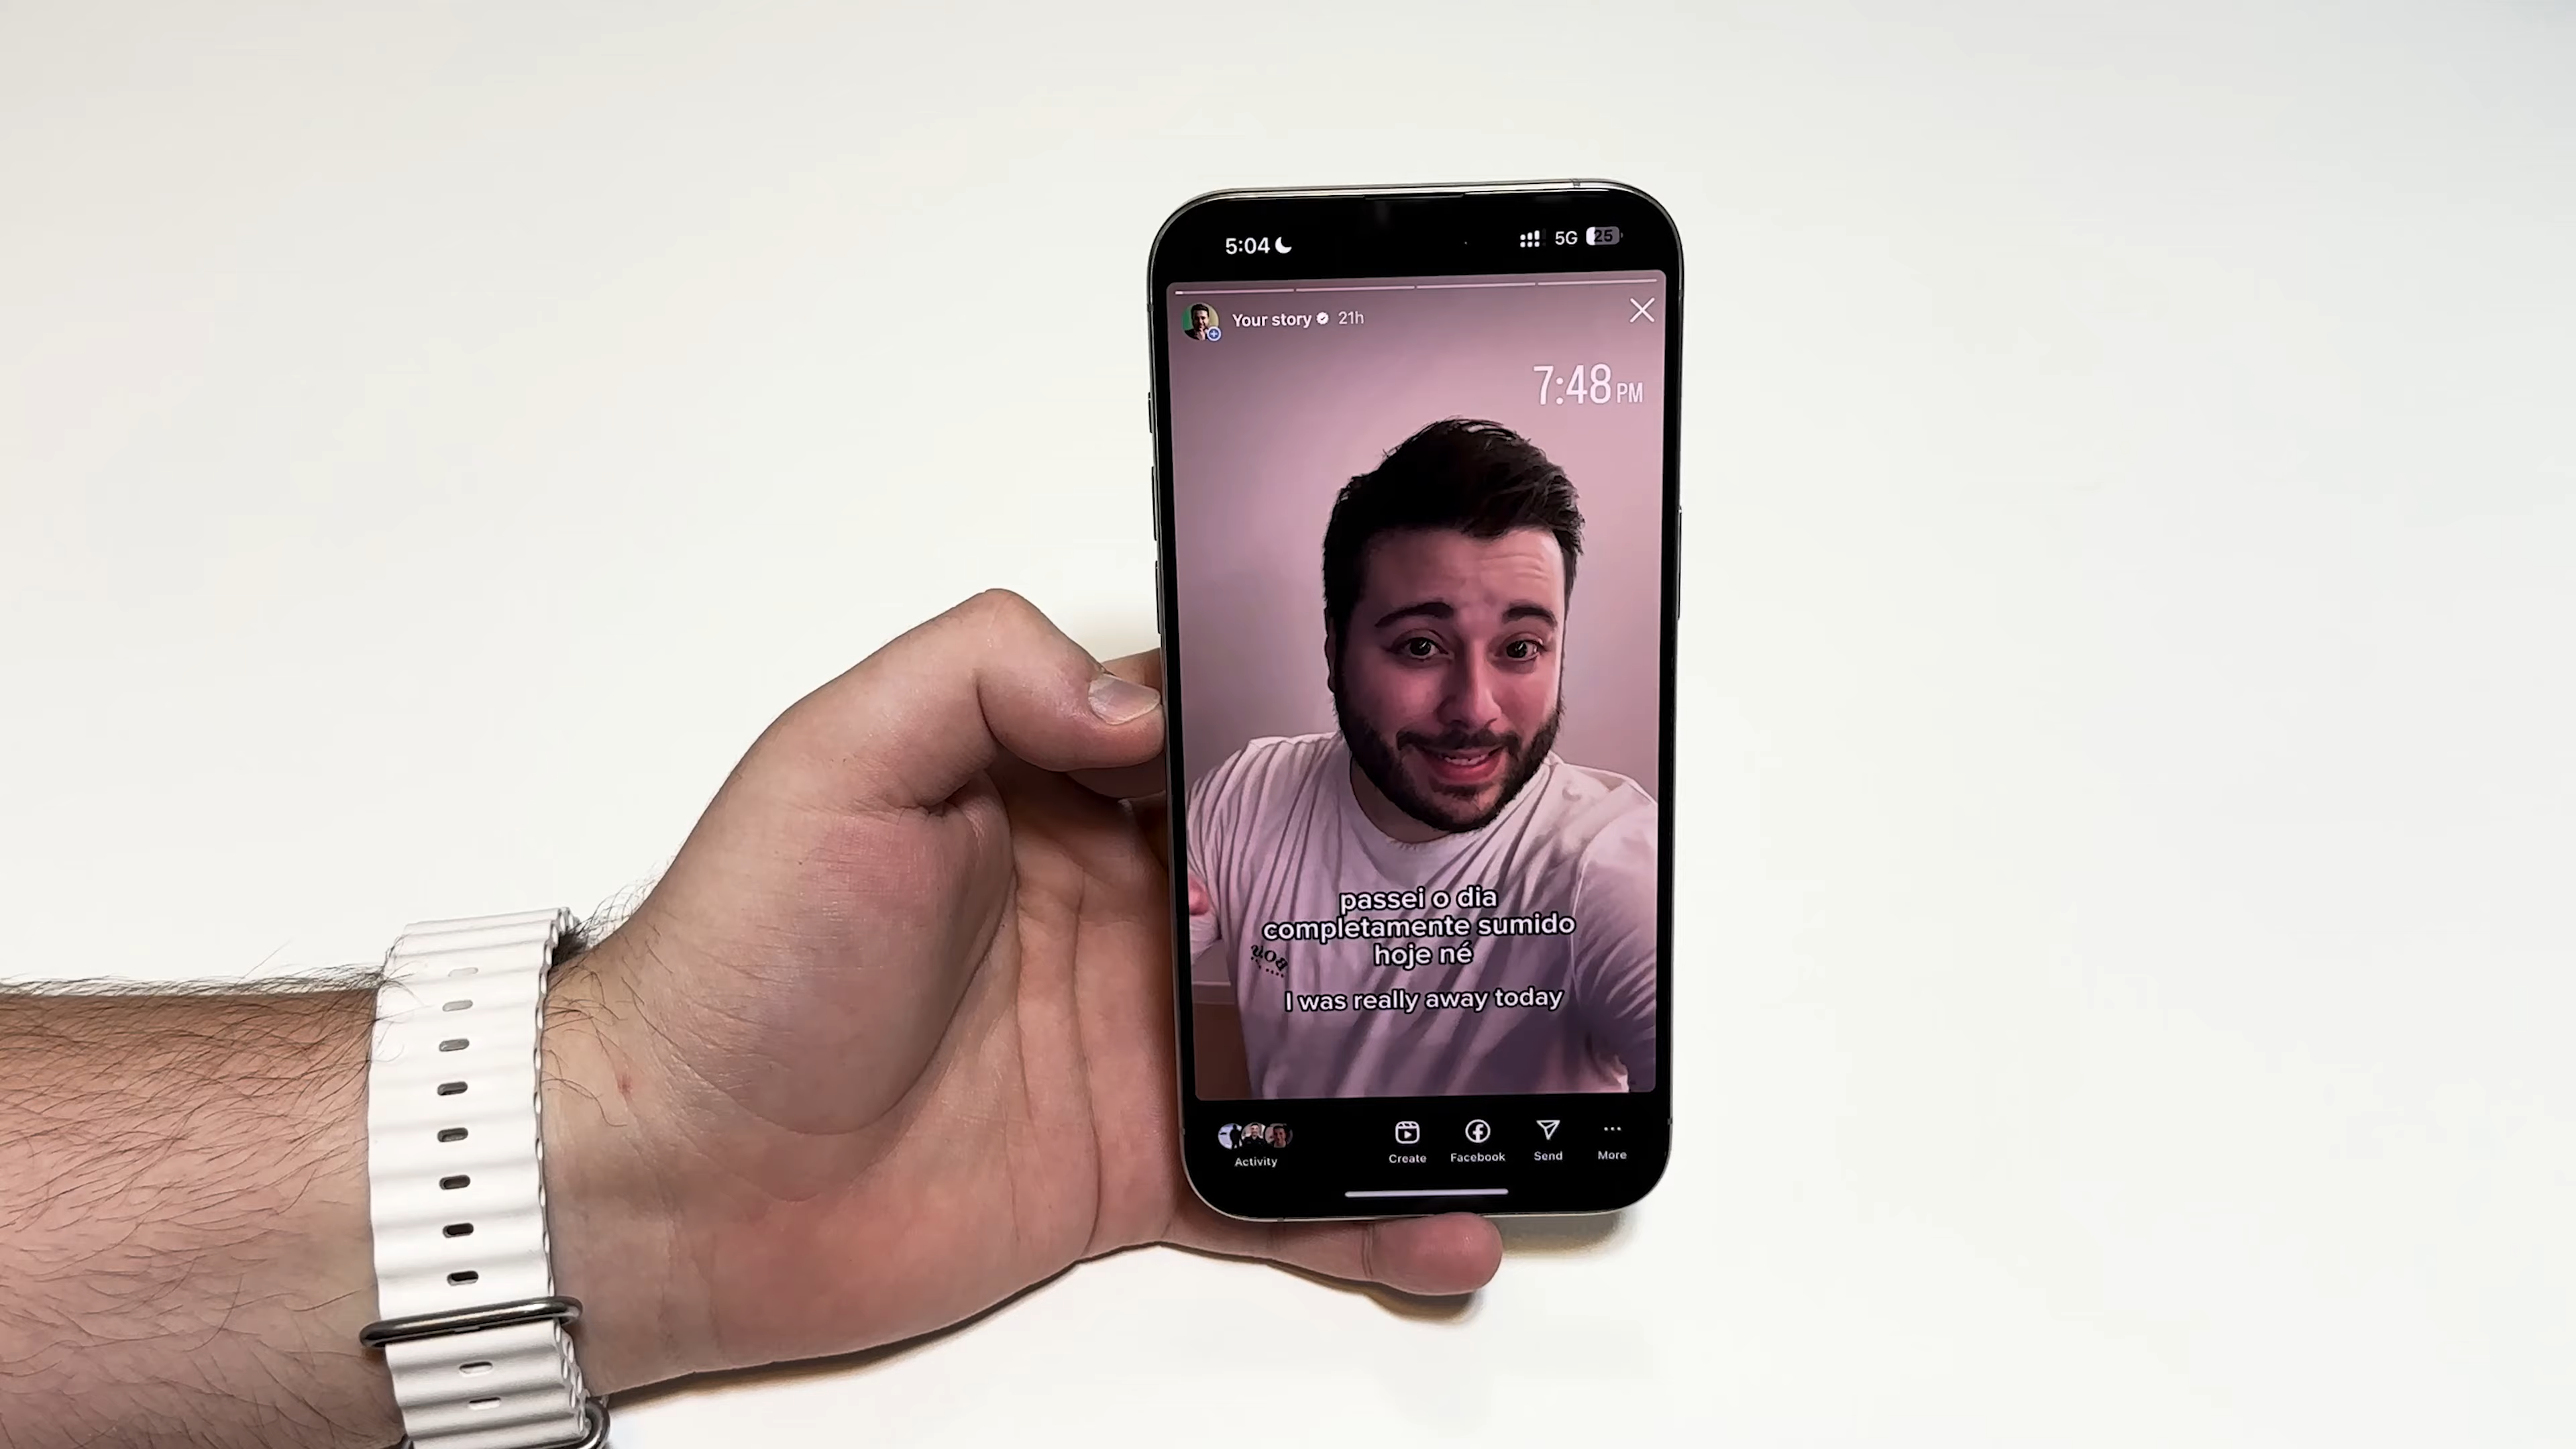 5:04
5G 25
Your story 21h
7:48 PM
passei o dia
completamente sumido
hoje né
I was really away today
Activity
Create
Facebook
Send
More